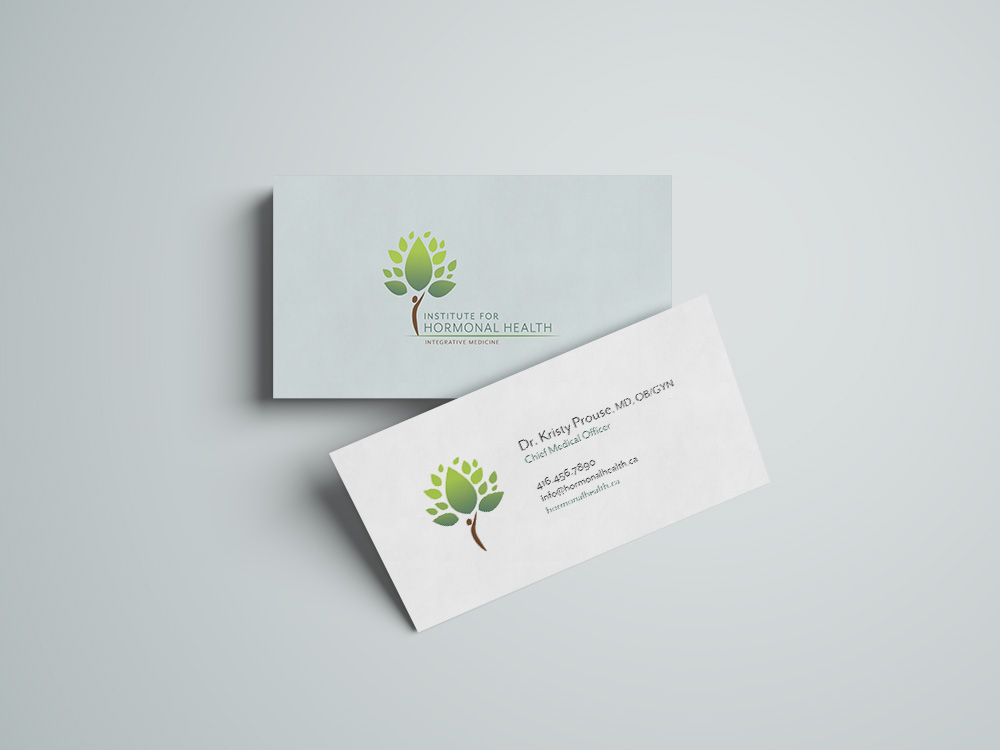 INSTITUTE FOR
HORMONAL HEALTH
INTEGRATIVE MEDICINE
Dr. Kristy Prouse, MD, OB/GYN
Chief Medical Officer
416.456.7890
info@hormonalhealth.ca
hormonalhealth.ca